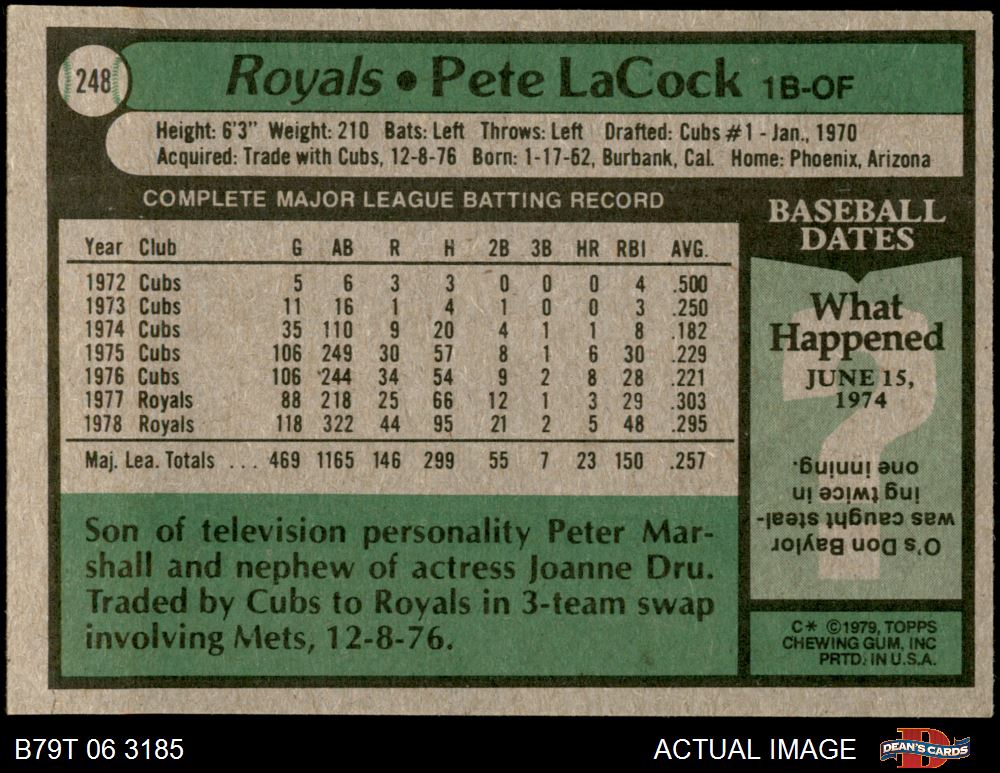 248
Royals • Pete LaCock 1B-OF
Height: 6'3" Weight: 210 Bats: Left Throws: Left Drafted: Cubs #1 - Jan., 1970
Acquired: Trade with Cubs, 12-8-76 Born: 1-17-52, Burbank, Cal. Home: Phoenix, Arizona
COMPLETE MAJOR LEAGUE BATTING RECORD
Year Club G AB R H 2B 3B HR RBI AVG.
1972 Cubs 5 6 3 3 0 0 0 4 .500
1973 Cubs 11 16 1 4 1 0 0 3 .250
1974 Cubs 35 110 9 20 4 1 1 8 .182
1975 Cubs 106 249 30 57 8 1 6 30 .229
1976 Cubs 106 244 34 54 9 2 8 28 .221
1977 Royals 88 218 25 66 12 1 3 29 .303
1978 Royals 118 322 44 95 21 2 5 48 .295
Maj. Lea. Totals ... 469 1165 146 299 55 7 23 150 .257
Son of television personality Peter Mar-
shall and nephew of actress Joanne Dru.
Traded by Cubs to Royals in 3-team swap
involving Mets, 12-8-76.
BASEBALL
DATES
What
Happened
JUNE 15,
1974
?
O's Don Baylor
was caught steal-
ing twice in
one inning.
C* ©1979, TOPPS
CHEWING GUM, INC
PRTD. IN U.S.A.
B79T 06 3185
ACTUAL IMAGE
DEAN'S CARDS